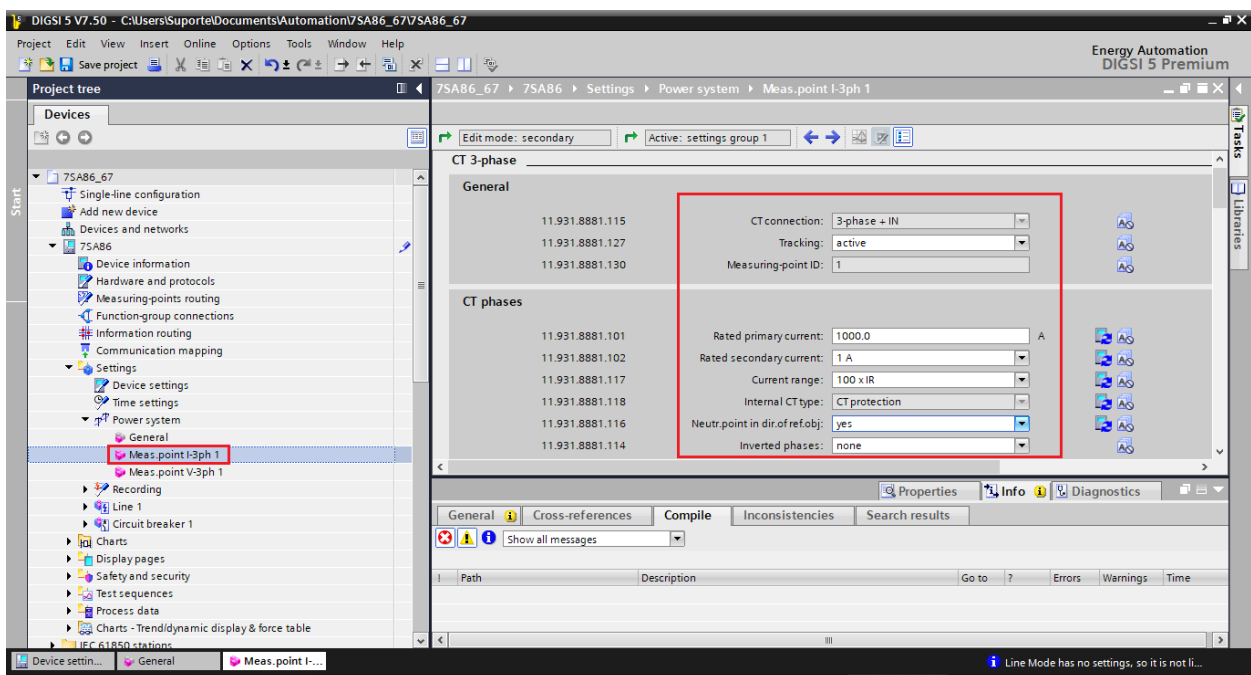 DIGSI 5 V7.50 - C:\Users\Suporte\Documents\Automation\7SA86_67\7SA86_67
Project Edit View Insert Online Options Tools Window Help
Energy Automation
DIGSI 5 Premium
Save project
Project tree
7SA86_67 ▸ 7SA86 ▸ Settings ▸ Power system ▸ Meas.point I-3ph 1
Devices
Edit mode: secondary
Active: settings group 1
Start
Tasks
Libraries
7SA86_67
Single-line configuration
Add new device
Devices and networks
7SA86
Device information
Hardware and protocols
Measuring-points routing
Function-group connections
Information routing
Communication mapping
Settings
Device settings
Time settings
Power system
General
Meas.point I-3ph 1
Meas.point V-3ph 1
Recording
Line 1
Circuit breaker 1
Charts
Display pages
Safety and security
Test sequences
Process data
Charts - Trend/dynamic display & force table
IEC 61850 stations
CT 3-phase
General
11.931.8881.115 CT connection: 3-phase + IN
11.931.8881.127 Tracking: active
11.931.8881.130 Measuring-point ID: 1
CT phases
11.931.8881.101 Rated primary current: 1000.0 A
11.931.8881.102 Rated secondary current: 1 A
11.931.8881.117 Current range: 100 x IR
11.931.8881.118 Internal CT type: CT protection
11.931.8881.116 Neutr.point in dir.of ref.obj: yes
11.931.8881.114 Inverted phases: none
Properties Info Diagnostics
General Cross-references Compile Inconsistencies Search results
Show all messages
! Path Description Go to ? Errors Warnings Time
Device settin... General Meas.point I-...
Line Mode has no settings, so it is not li...